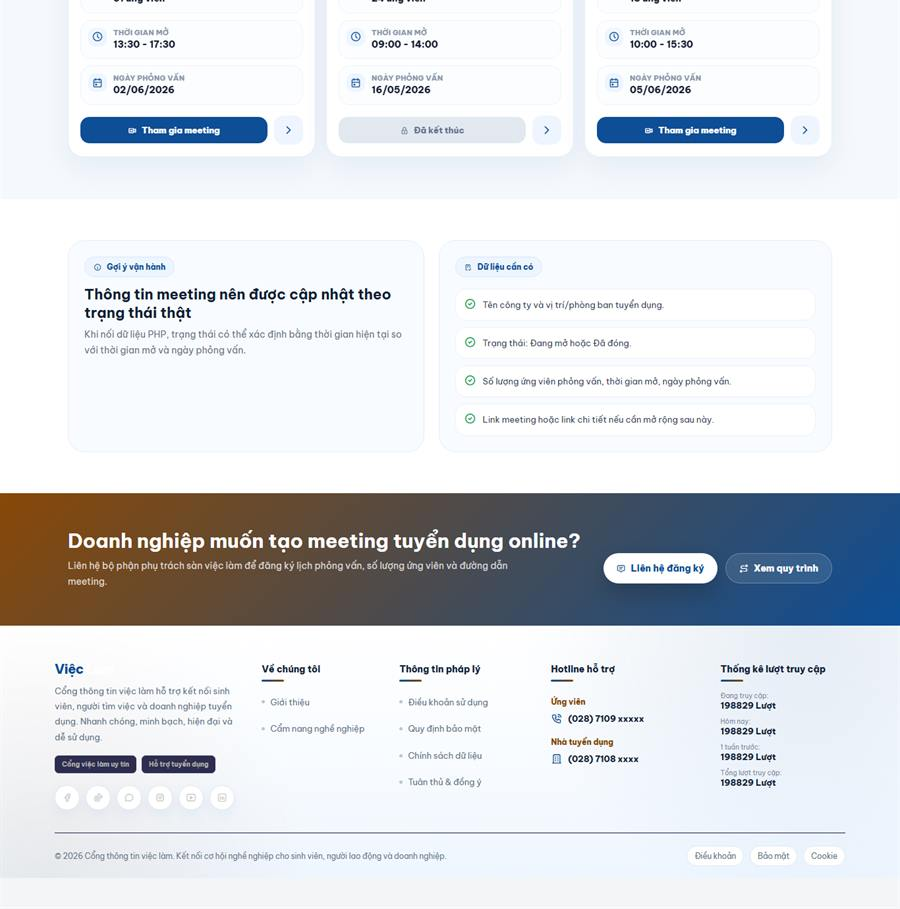 THỜI GIAN MỞ
13:30 - 17:30
NGÀY PHỎNG VẤN
02/06/2026
Tham gia meeting
THỜI GIAN MỞ
09:00 - 14:00
NGÀY PHỎNG VẤN
16/05/2026
Đã kết thúc
THỜI GIAN MỞ
10:00 - 15:30
NGÀY PHỎNG VẤN
05/06/2026
Tham gia meeting
Gợi ý vận hành
Thông tin meeting nên được cập nhật theo
trạng thái thật
Khi nối dữ liệu PHP, trạng thái có thể xác định bằng thời gian hiện tại so
với thời gian mở và ngày phỏng vấn.
Dữ liệu cần có
Tên công ty và vị trí/phòng ban tuyển dụng.
Trạng thái: Đang mở hoặc Đã đóng.
Số lượng ứng viên phỏng vấn, thời gian mở, ngày phỏng vấn.
Link meeting hoặc link chi tiết nếu cần mở rộng sau này.
Doanh nghiệp muốn tạo meeting tuyển dụng online?
Liên hệ bộ phận phụ trách sàn việc làm để đăng ký lịch phỏng vấn, số lượng ứng viên và đường dẫn
meeting.
Liên hệ đăng ký
Xem quy trình
Việc
Cổng thông tin việc làm hỗ trợ kết nối sinh
viên, người tìm việc và doanh nghiệp tuyển
dụng. Nhanh chóng, minh bạch, hiện đại và
dễ sử dụng.
Cổng việc làm uy tín
Hỗ trợ tuyển dụng
Về chúng tôi
Giới thiệu
Cẩm nang nghề nghiệp
Thông tin pháp lý
Điều khoản sử dụng
Quy định bảo mật
Chính sách dữ liệu
Tuân thủ & đồng ý
Hotline hỗ trợ
Ứng viên
(028) 7109 xxxxx
Nhà tuyển dụng
(028) 7108 xxxx
Thống kê lượt truy cập
Đang truy cập:
198829 Lượt
Hôm nay:
198829 Lượt
1 tuần trước:
198829 Lượt
Tổng lượt truy cập:
198829 Lượt
© 2026 Cổng thông tin việc làm. Kết nối cơ hội nghề nghiệp cho sinh viên, người lao động và doanh nghiệp.
Điều khoản
Bảo mật
Cookie